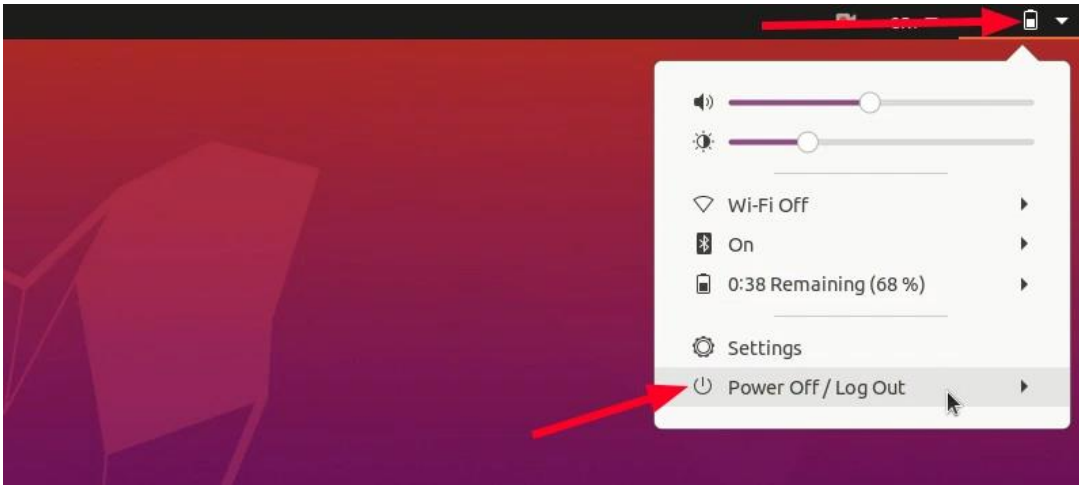 Wi-Fi Off
On
0:38 Remaining (68 %)
Settings
Power Off / Log Out